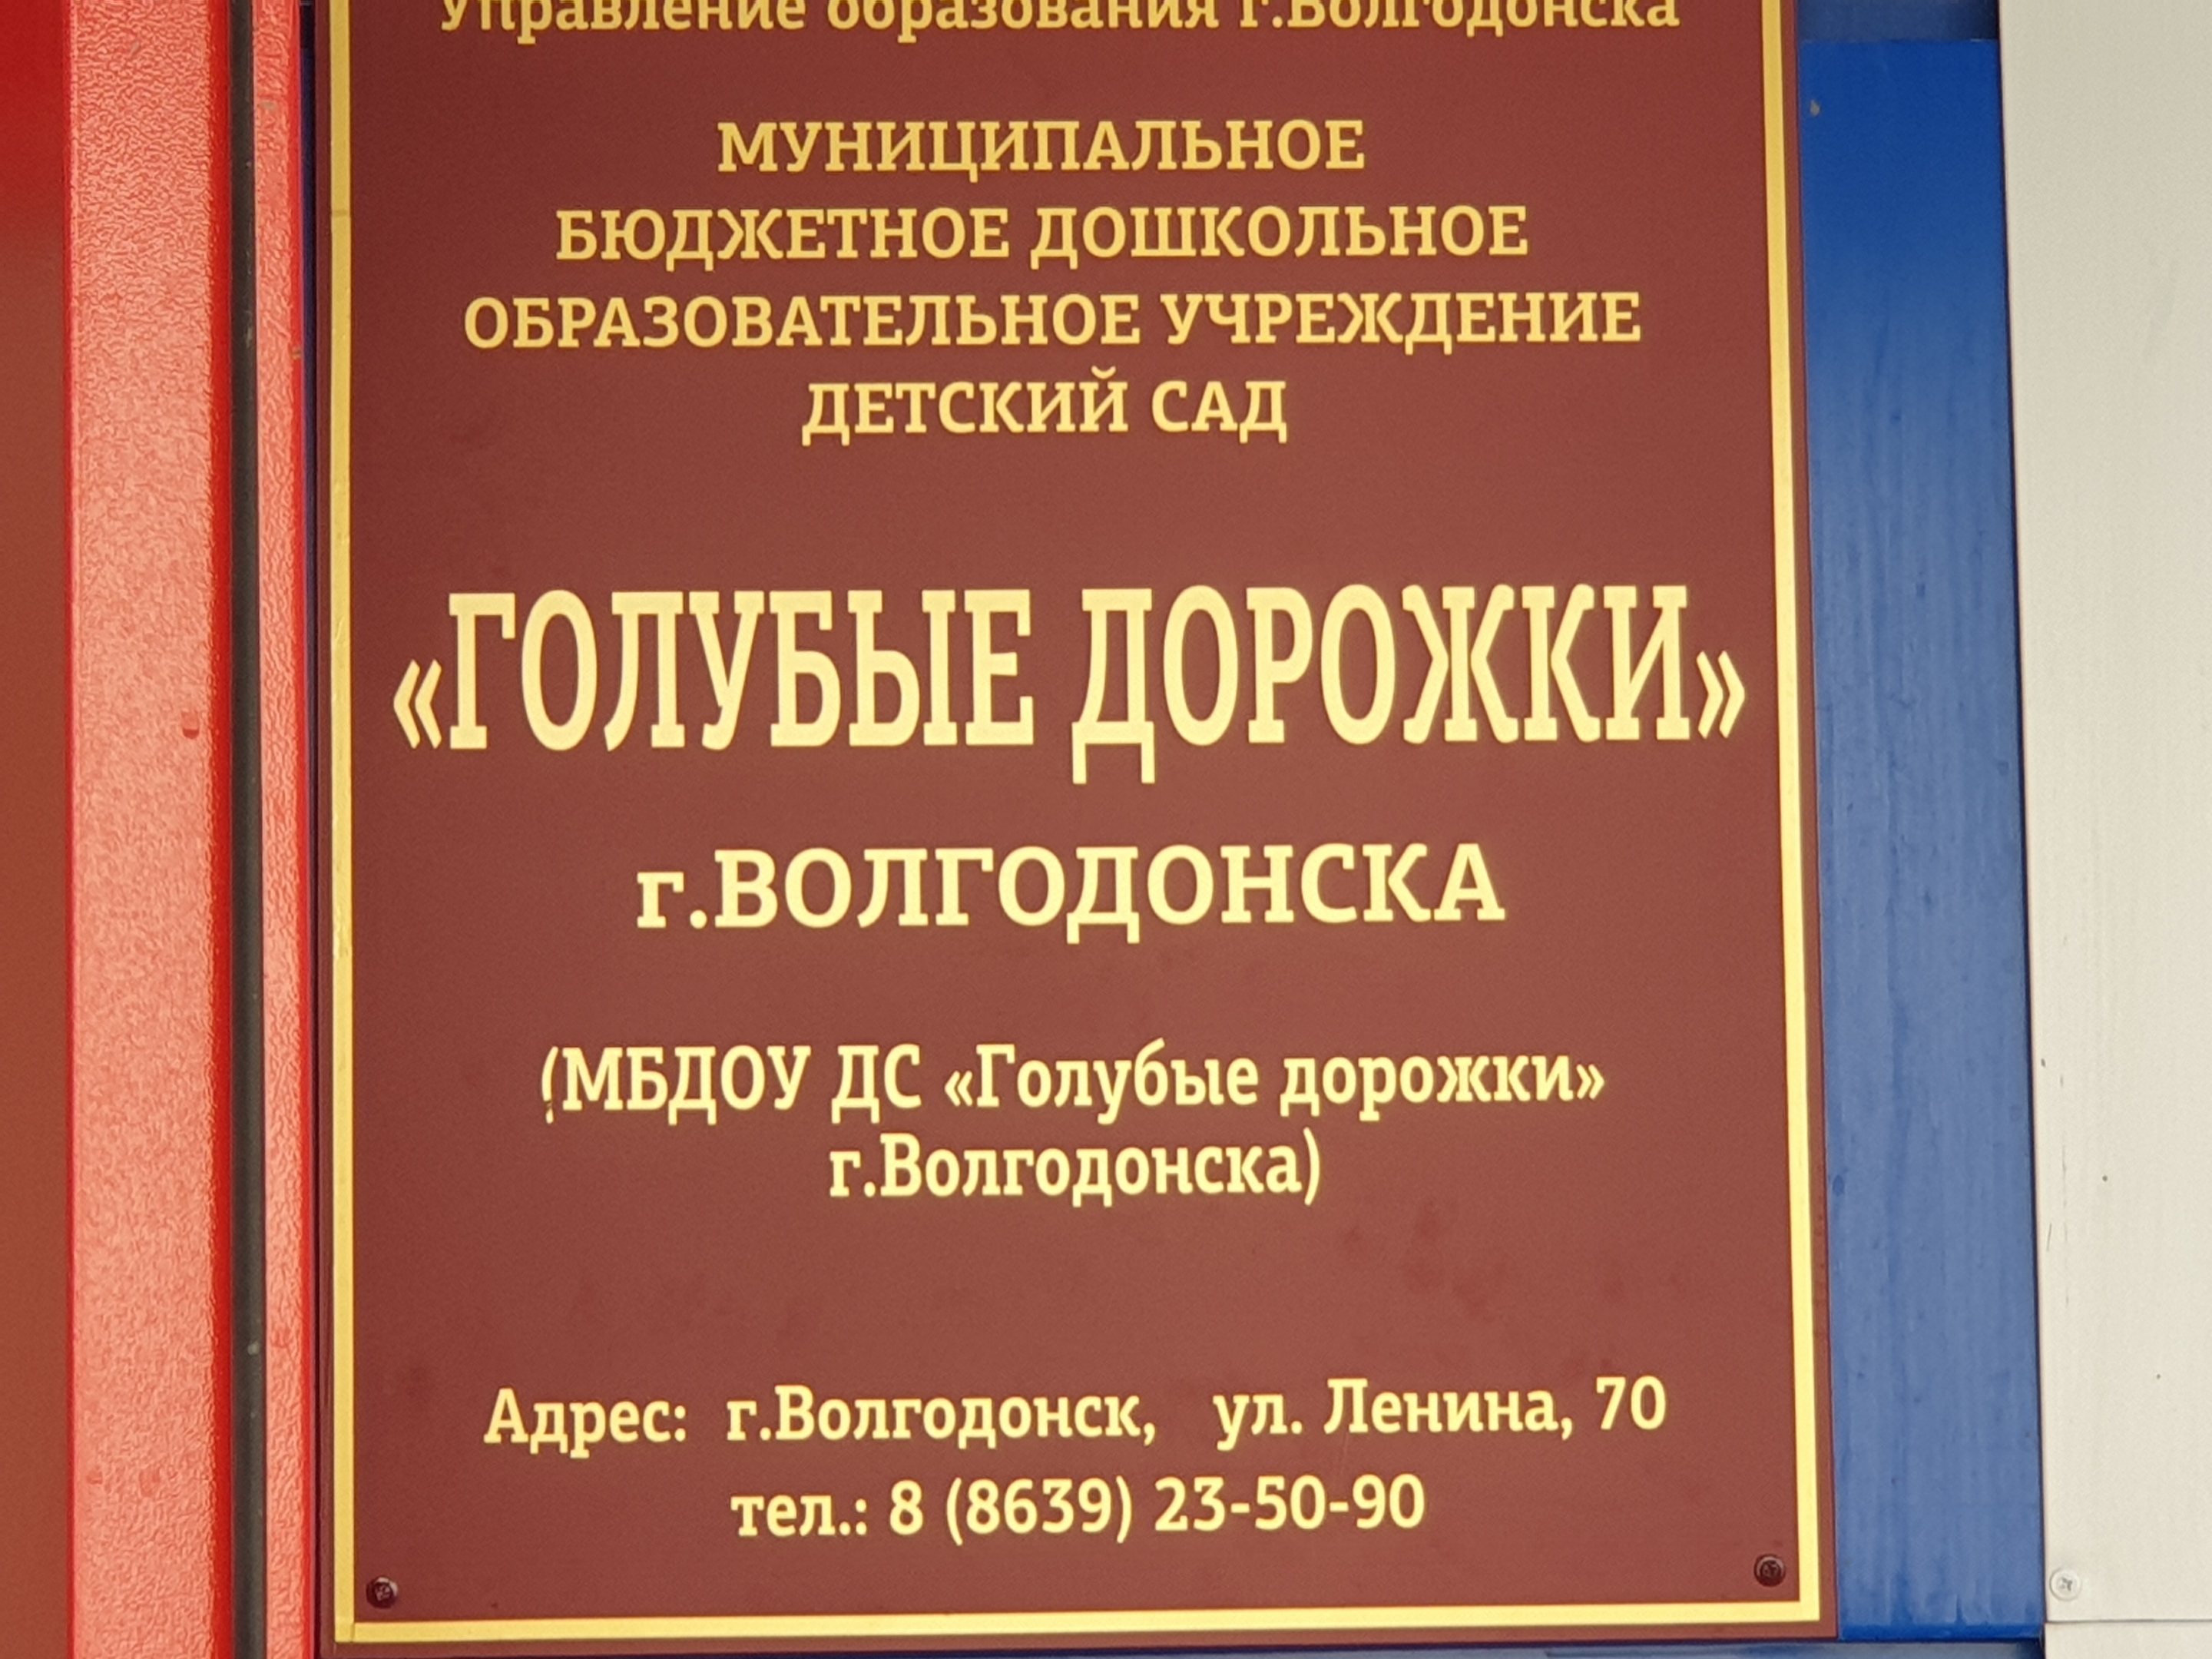 Управление образования г.Волгодонска
МУНИЦИПАЛЬНОЕ
БЮДЖЕТНОЕ ДОШКОЛЬНОЕ
ОБРАЗОВАТЕЛЬНОЕ УЧРЕЖДЕНИЕ
ДЕТСКИЙ САД
«ГОЛУБЫЕ ДОРОЖКИ»
г.ВОЛГОДОНСКА
(МБДОУ ДС «Голубые дорожки»
г.Волгодонска)
Адрес: г.Волгодонск, ул. Ленина, 70
тел.: 8 (8639) 23-50-90